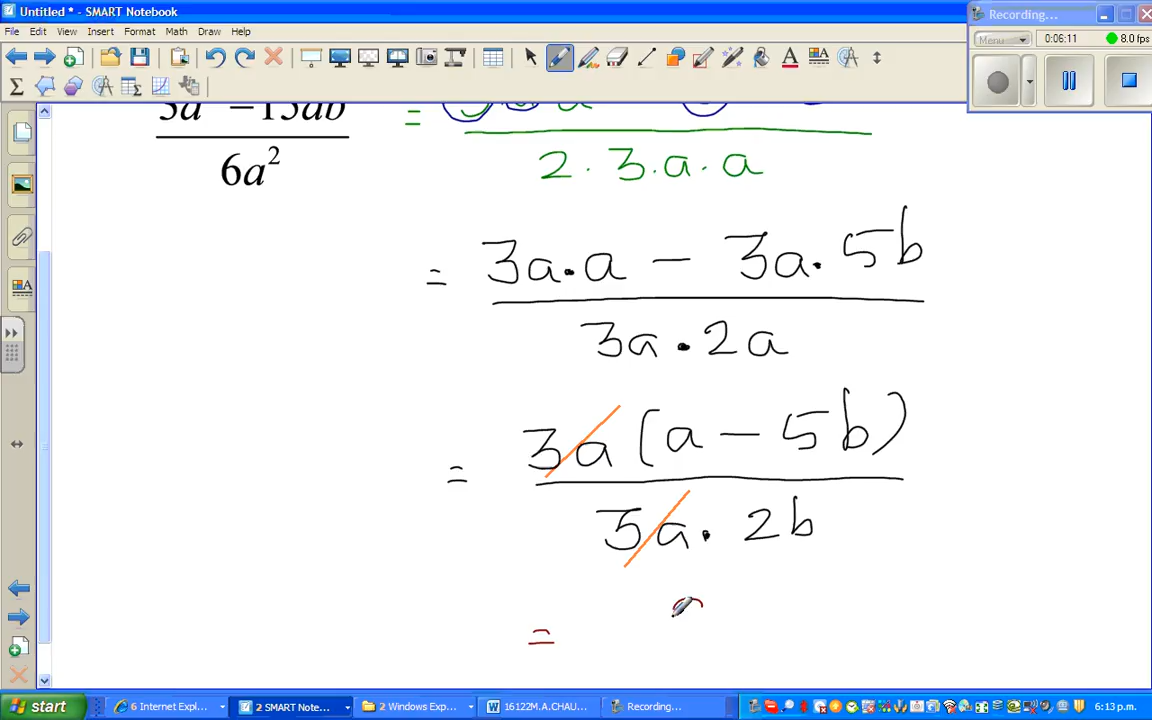 Untitled * - SMART Notebook
File Edit View Insert Format Math Draw Help
Recording...
Menu 0:06:11 8.0 fps
3a - 15ab =
6a²
2 . 3 . a . a
= 3a • a - 3a . 5b
3a • 2a
= 3a (a - 5b)
3a . 2b
=
start 6 Internet Expl... 2 SMART Note... 2 Windows Exp... 16122M.A.CHAU... Recording... 6:13 p.m.